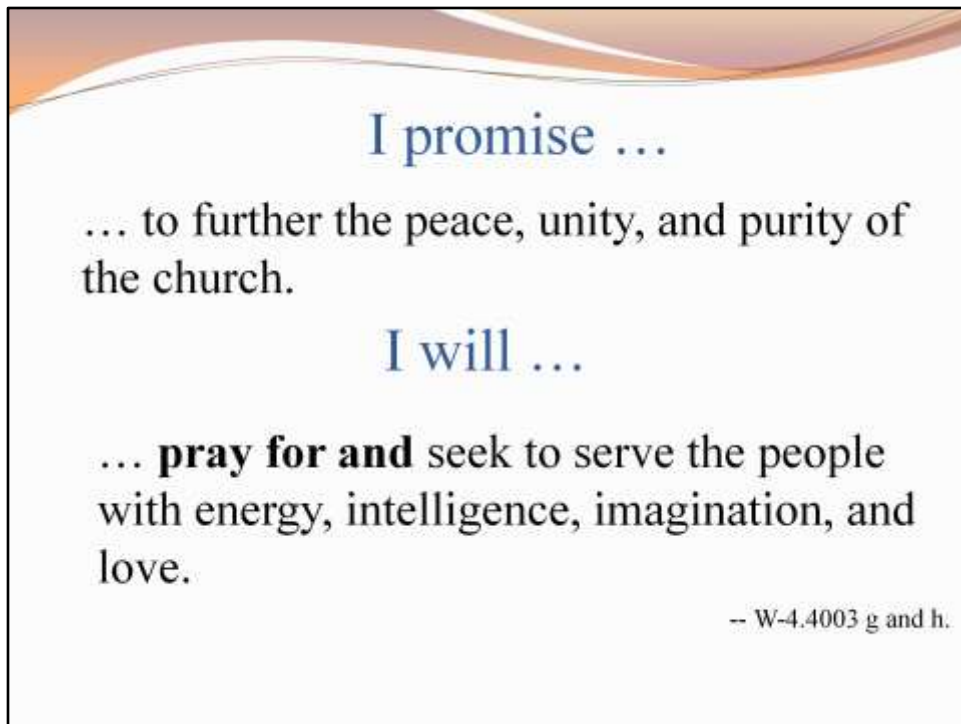 I promise …
… to further the peace, unity, and purity of
the church.
I will …
… pray for and seek to serve the people
with energy, intelligence, imagination, and
love.
-- W-4.4003 g and h.